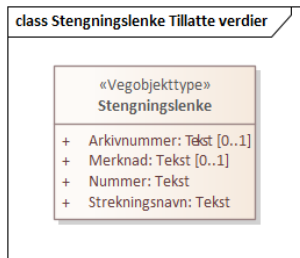 class Stengningslenke Tillatte verdier
«Vegobjekttype»
Stengningslenke
+ Arkivnummer: Tekst [0..1]
+ Merknad: Tekst [0..1]
+ Nummer: Tekst
+ Strekningsnavn: Tekst